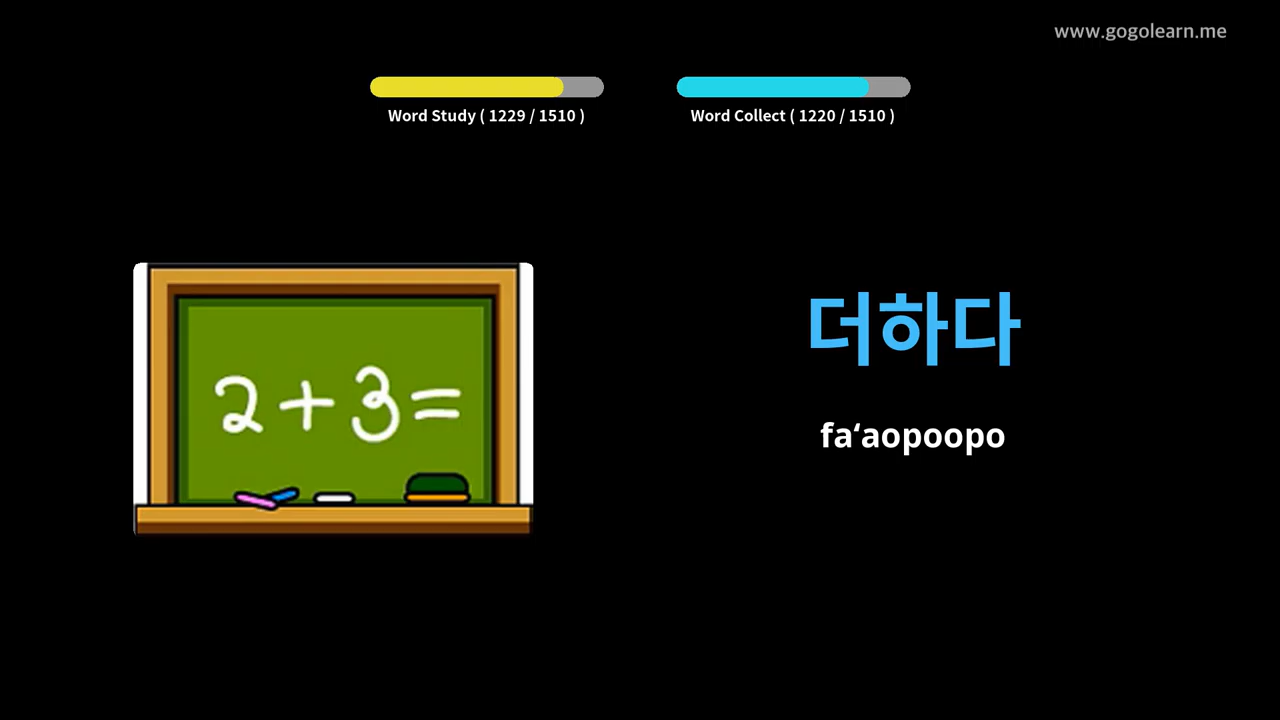 www.gogolearn.me
Word Study ( 1229 / 1510 )
Word Collect ( 1220 / 1510 )
2+3=
더하다
fa‘aopoopo